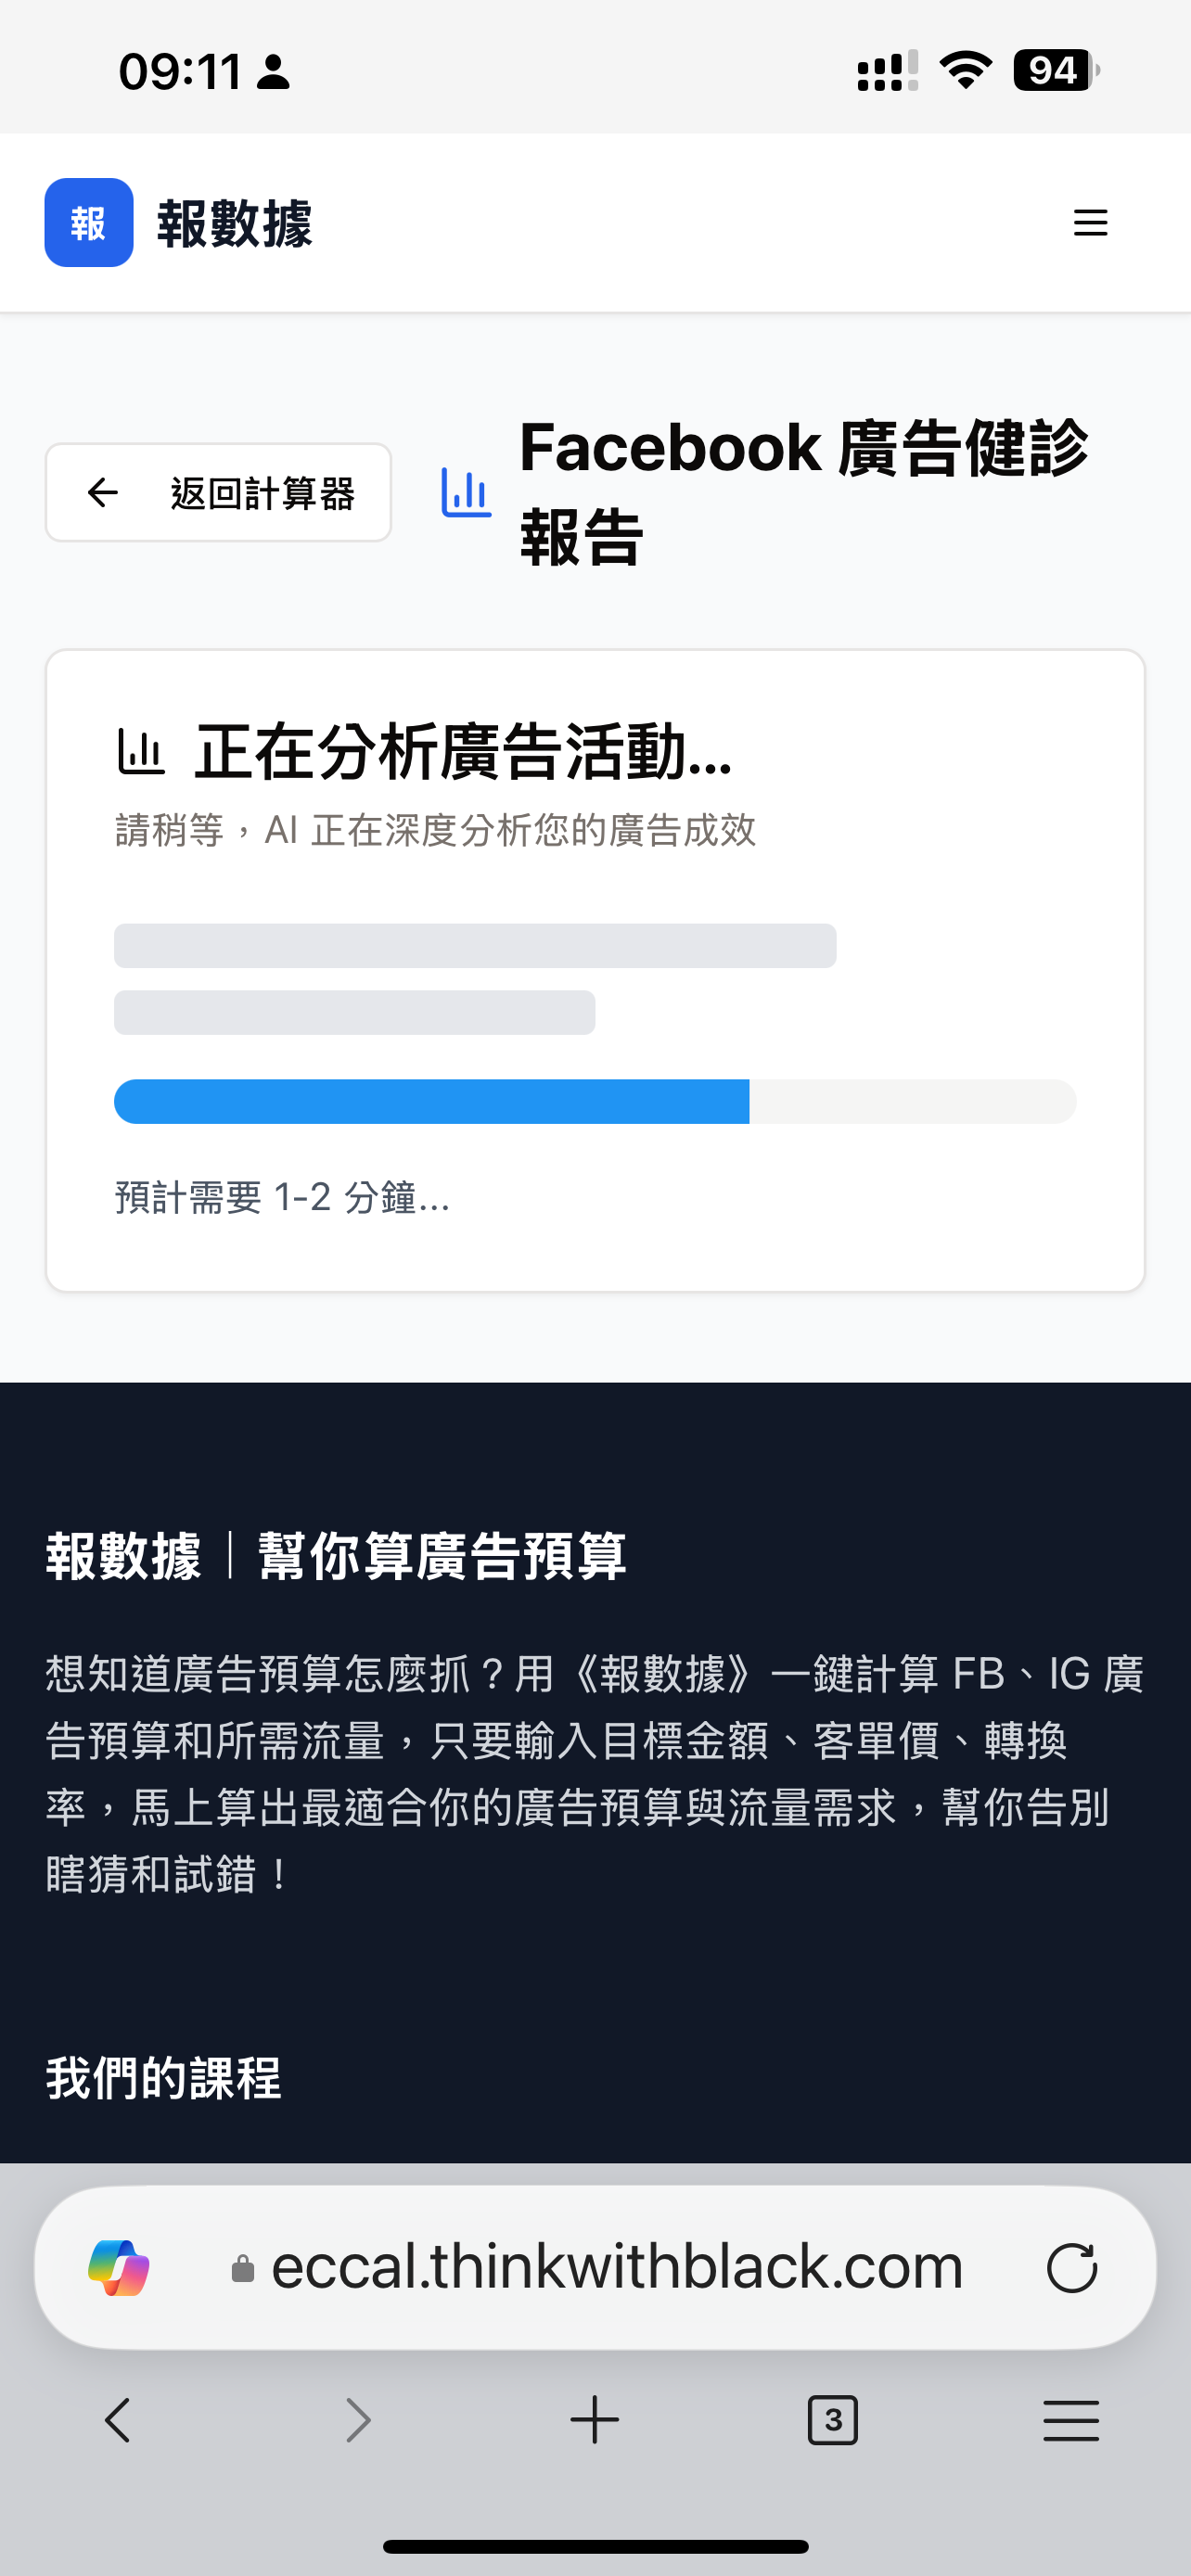 09:11
94
報 報數據
返回計算器
Facebook 廣告健診
報告
正在分析廣告活動...
請稍等，AI 正在深度分析您的廣告成效
預計需要 1-2 分鐘...
報數據｜幫你算廣告預算
想知道廣告預算怎麼抓？用《報數據》一鍵計算 FB、IG 廣
告預算和所需流量，只要輸入目標金額、客單價、轉換
率，馬上算出最適合你的廣告預算與流量需求，幫你告別
瞎猜和試錯！
我們的課程
eccal.thinkwithblack.com
3